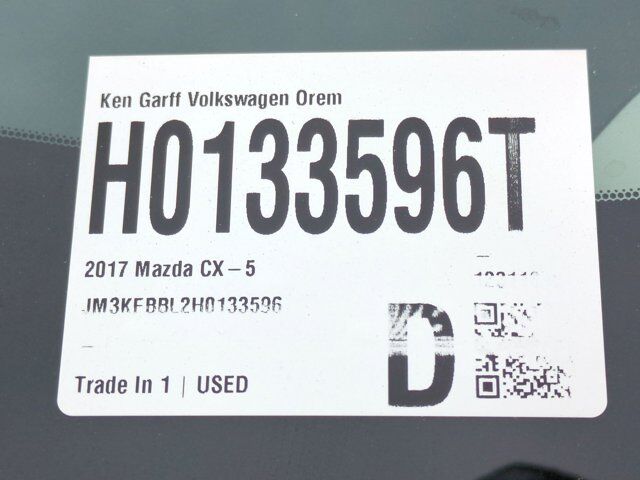 Ken Garff Volkswagen Orem
H0133596T
2017 Mazda CX-5
JM3KFBBL2H0133596
D
Trade In 1 | USED